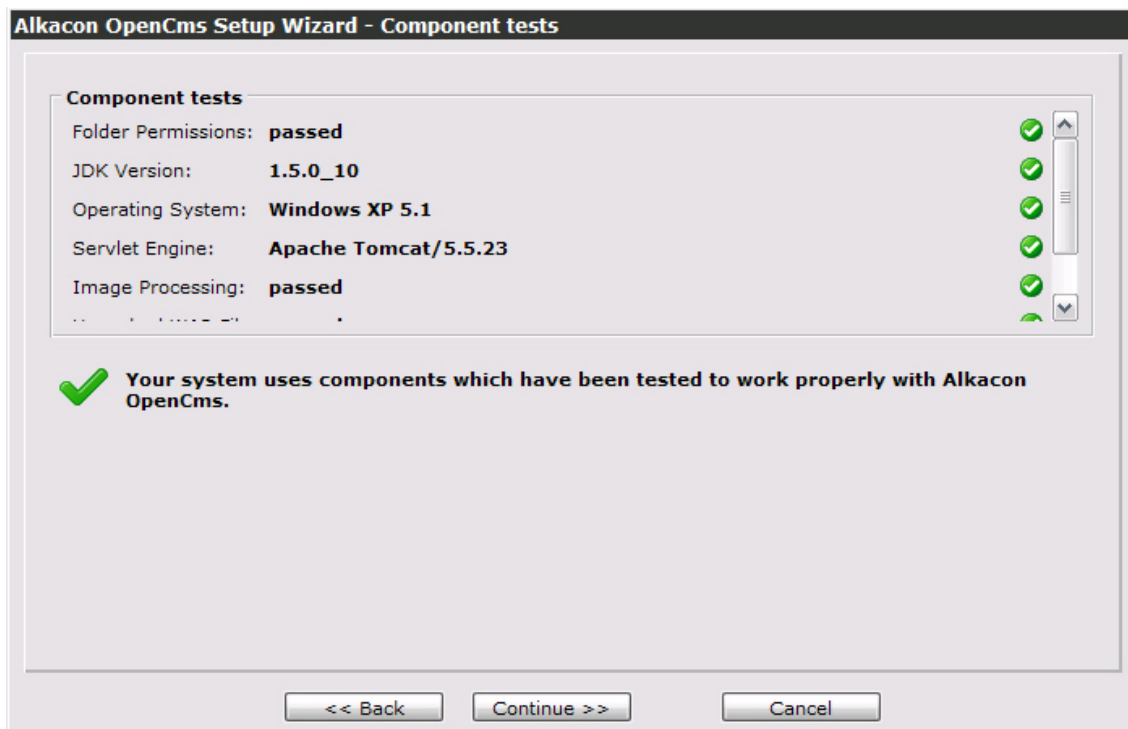 Alkacon OpenCms Setup Wizard - Component tests
Component tests
Folder Permissions: passed
JDK Version: 1.5.0_10
Operating System: Windows XP 5.1
Servlet Engine: Apache Tomcat/5.5.23
Image Processing: passed
Your system uses components which have been tested to work properly with Alkacon
OpenCms.
<< Back Continue >> Cancel